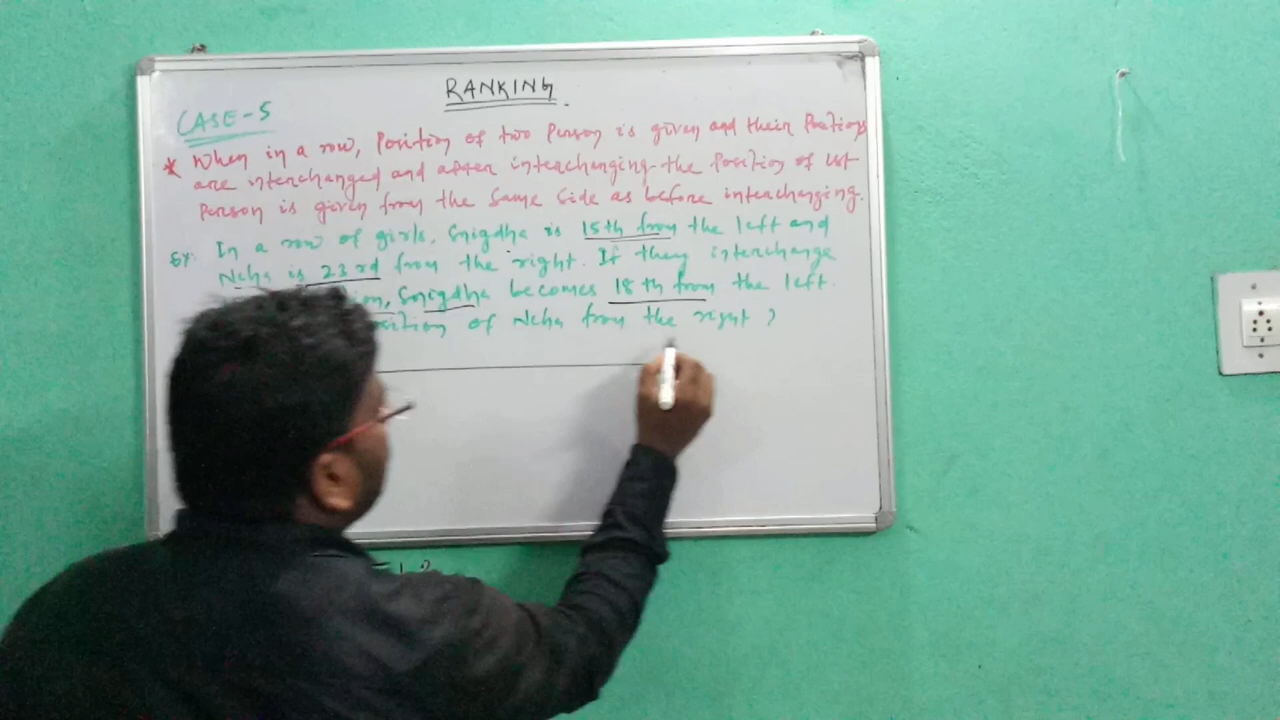 RANKING
CASE-5
* When in a row, Position of two Person is given and their Positions
are interchanged and after interchanging the Position of 1st
Person is given from the Same Side as before interchanging.
Ex: In a row of girls, Snigdha is 15th from the left and
Neha is 23rd from the right. If they interchange
Snigdha becomes 18th from the left.
of Neha from the right ?